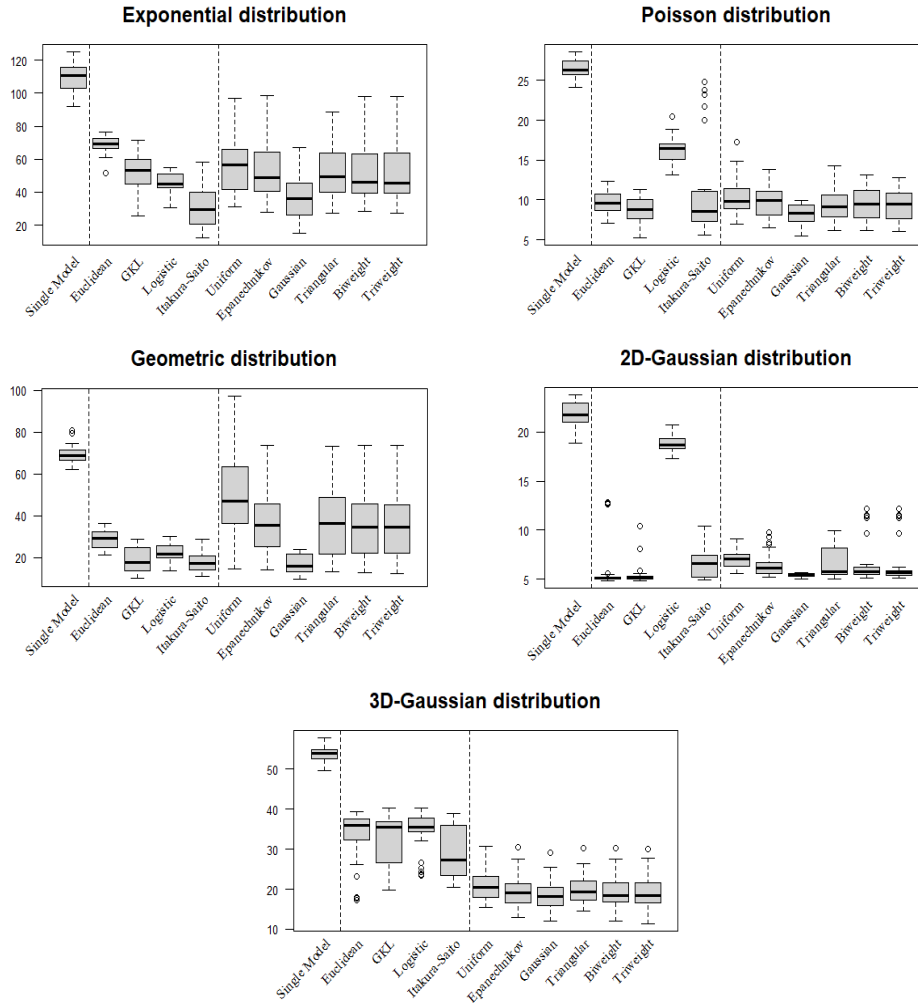 Exponential distribution
120
100
80
60
40
20
Single Model
Euclidean
GKL
Logistic
Itakura-Saito
Uniform
Epanechnikov
Gaussian
Triangular
Biweight
Triweight
Poisson distribution
25
20
15
10
5
Single Model
Euclidean
GKL
Logistic
Itakura-Saito
Uniform
Epanechnikov
Gaussian
Triangular
Biweight
Triweight
Geometric distribution
100
80
60
40
20
Single Model
Euclidean
GKL
Logistic
Itakura-Saito
Uniform
Epanechnikov
Gaussian
Triangular
Biweight
Triweight
2D-Gaussian distribution
20
15
10
5
Single Model
Euclidean
GKL
Logistic
Itakura-Saito
Uniform
Epanechnikov
Gaussian
Triangular
Biweight
Triweight
3D-Gaussian distribution
50
40
30
20
10
Single Model
Euclidean
GKL
Logistic
Itakura-Saito
Uniform
Epanechnikov
Gaussian
Triangular
Biweight
Triweight